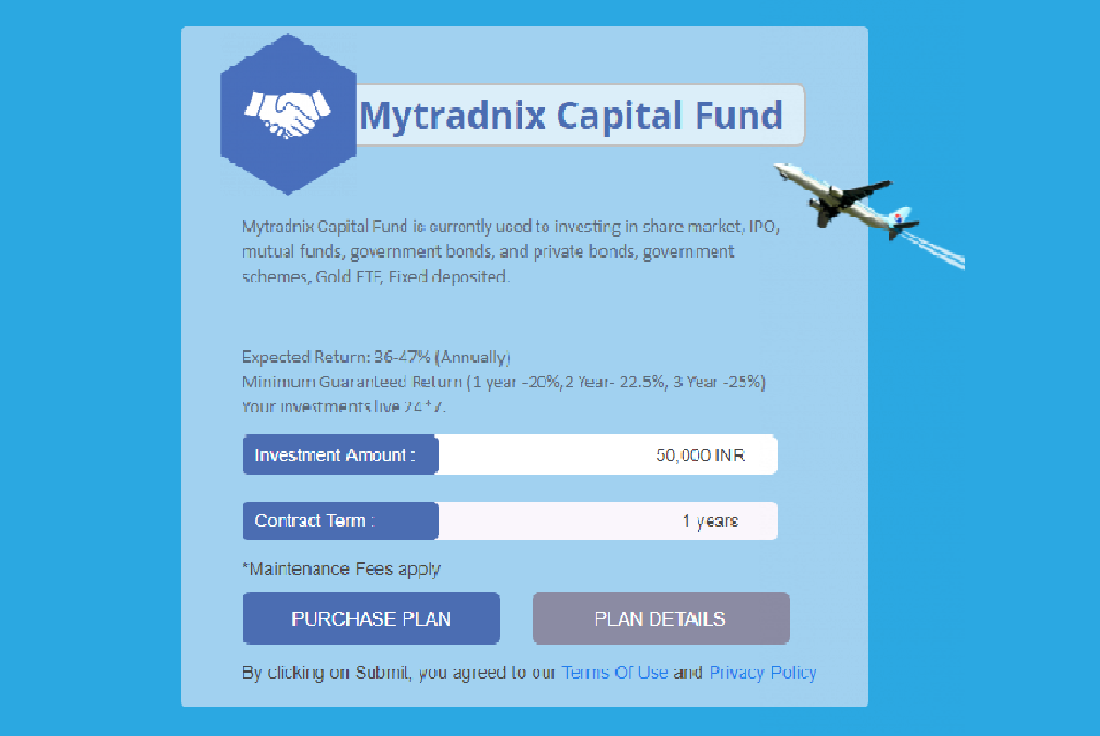 Mytradnix Capital Fund
Mytradnix Capital Fund is currently used to investing in share market, IPO,
mutual funds, government bonds, and private bonds, government
schemes, Gold ETF, Fixed deposited.
Expected Return: 36-47% (Annually)
Minimum Guaranteed Return (1 year -20%,2 Year- 22.5%, 3 Year -25%)
Your investments live 24*7.
Investment Amount : 50,000 INR
Contract Term : 1 years
*Maintenance Fees apply
PURCHASE PLAN PLAN DETAILS
By clicking on Submit, you agreed to our Terms Of Use and Privacy Policy